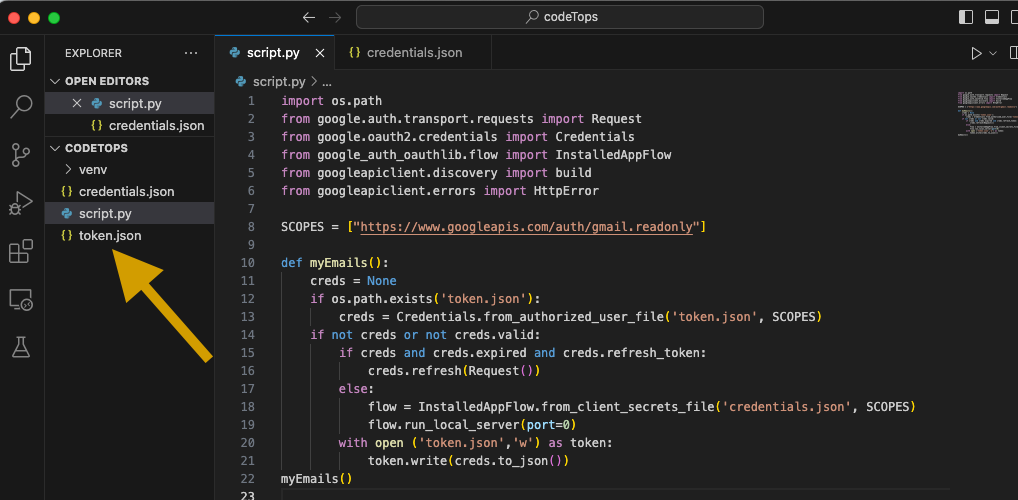 codeTops
EXPLORER ...
OPEN EDITORS
script.py
credentials.json
CODETOPS
venv
{} credentials.json
script.py
{} token.json
script.py
{} credentials.json
script.py > ...
1 import os.path
2 from google.auth.transport.requests import Request
3 from google.oauth2.credentials import Credentials
4 from google_auth_oauthlib.flow import InstalledAppFlow
5 from googleapiclient.discovery import build
6 from googleapiclient.errors import HttpError
7
8 SCOPES = ["https://www.googleapis.com/auth/gmail.readonly"]
9
10 def myEmails():
11     creds = None
12     if os.path.exists('token.json'):
13         creds = Credentials.from_authorized_user_file('token.json', SCOPES)
14     if not creds or not creds.valid:
15         if creds and creds.expired and creds.refresh_token:
16             creds.refresh(Request())
17         else:
18             flow = InstalledAppFlow.from_client_secrets_file('credentials.json', SCOPES)
19             flow.run_local_server(port=0)
20         with open ('token.json','w') as token:
21             token.write(creds.to_json())
22 myEmails()
23